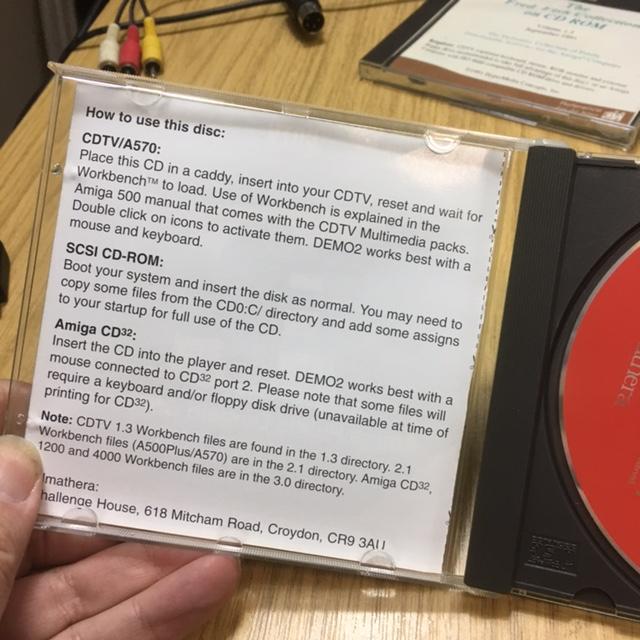 The
Fred Fish Collection
on CD ROM
How to use this disc:
CDTV/A570:
Place this CD in a caddy, insert into your CDTV, reset and wait for
Workbench™ to load. Use of Workbench is explained in the
Amiga 500 manual that comes with the CDTV Multimedia packs.
Double click on icons to activate them. DEMO2 works best with a
mouse and keyboard.
SCSI CD-ROM:
Boot your system and insert the disk as normal. You may need to
copy some files from the CD0:C/ directory and add some assigns
to your startup for full use of the CD.
Amiga CD³²:
Insert the CD into the player and reset. DEMO2 works best with a
mouse connected to CD³² port 2. Please note that some files will
require a keyboard and/or floppy disk drive (unavailable at time of
printing for CD³²).
Note: CDTV 1.3 Workbench files are found in the 1.3 directory. 2.1
Workbench files (A500Plus/A570) are in the 2.1 directory. Amiga CD³²,
1200 and 4000 Workbench files are in the 3.0 directory.
lmathera:
hallenge House, 618 Mitcham Road, Croydon, CR9 3AU
athera